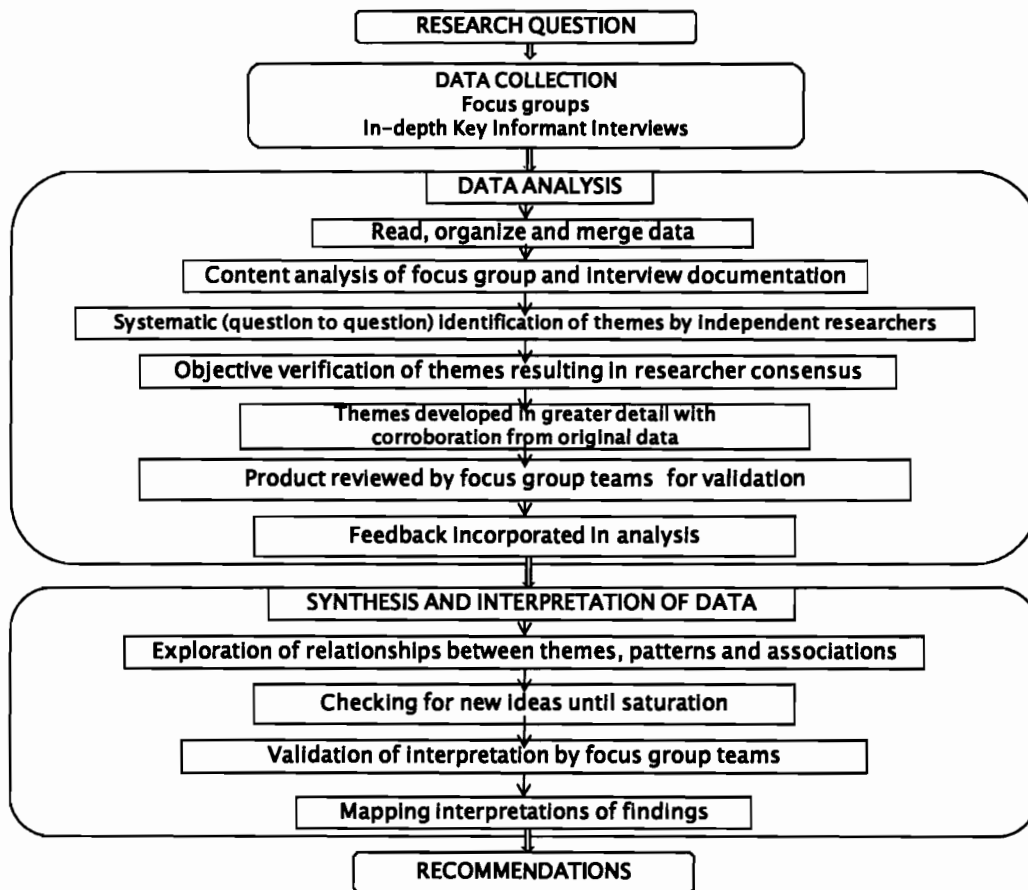 RESEARCH QUESTION
DATA COLLECTION
Focus groups
In-depth Key Informant Interviews
DATA ANALYSIS
Read, organize and merge data
Content analysis of focus group and interview documentation
Systematic (question to question) identification of themes by independent researchers
Objective verification of themes resulting in researcher consensus
Themes developed in greater detail with
corroboration from original data
Product reviewed by focus group teams for validation
Feedback incorporated in analysis
SYNTHESIS AND INTERPRETATION OF DATA
Exploration of relationships between themes, patterns and associations
Checking for new ideas until saturation
Validation of interpretation by focus group teams
Mapping interpretations of findings
RECOMMENDATIONS